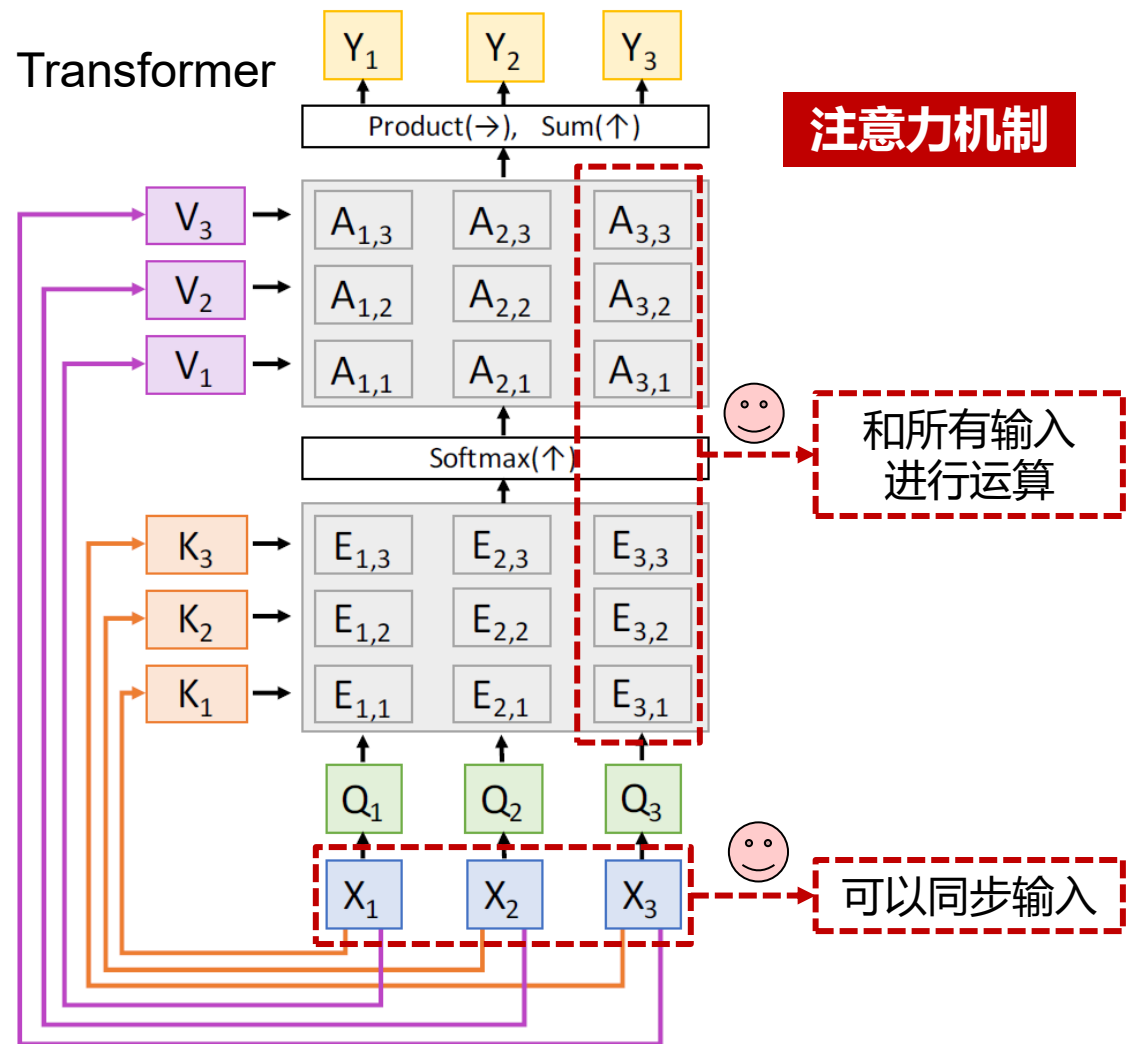 Transformer
Y1 Y2 Y3
Product(→), Sum(↑)
注意力机制
V3 A1,3 A2,3 A3,3
V2 A1,2 A2,2 A3,2
V1 A1,1 A2,1 A3,1
和所有输入
进行运算
Softmax(↑)
K3 E1,3 E2,3 E3,3
K2 E1,2 E2,2 E3,2
K1 E1,1 E2,1 E3,1
Q1 Q2 Q3
X1 X2 X3
可以同步输入